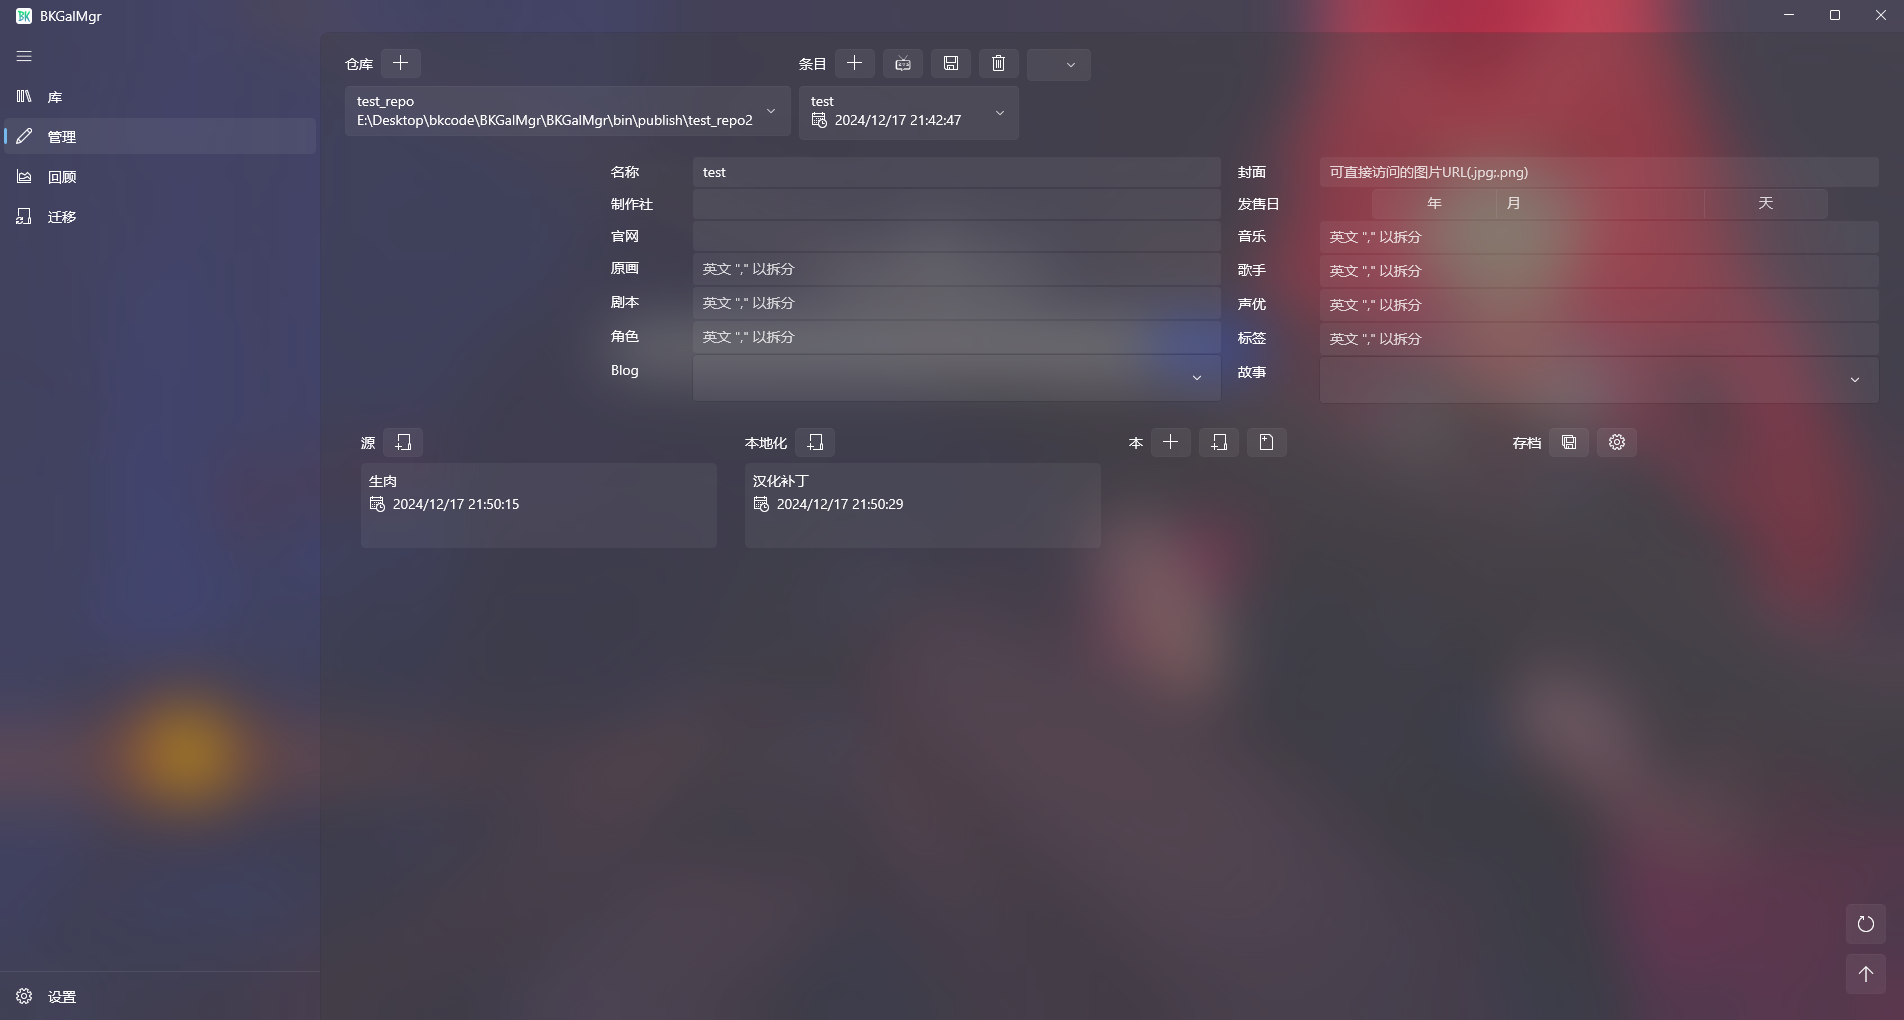 BKGalMgr
库
管理
回顾
迁移
设置
仓库
条目
test_repo
E:\Desktop\bkcode\BKGalMgr\BKGalMgr\bin\publish\test_repo2
test
2024/12/17 21:42:47
名称 test
封面 可直接访问的图片URL(.jpg;.png)
制作社
发售日 年 月 天
官网
音乐 英文 "," 以拆分
原画 英文 "," 以拆分
歌手 英文 "," 以拆分
剧本 英文 "," 以拆分
声优 英文 "," 以拆分
角色 英文 "," 以拆分
标签 英文 "," 以拆分
Blog
故事
源
本地化
本
存档
生肉
2024/12/17 21:50:15
汉化补丁
2024/12/17 21:50:29